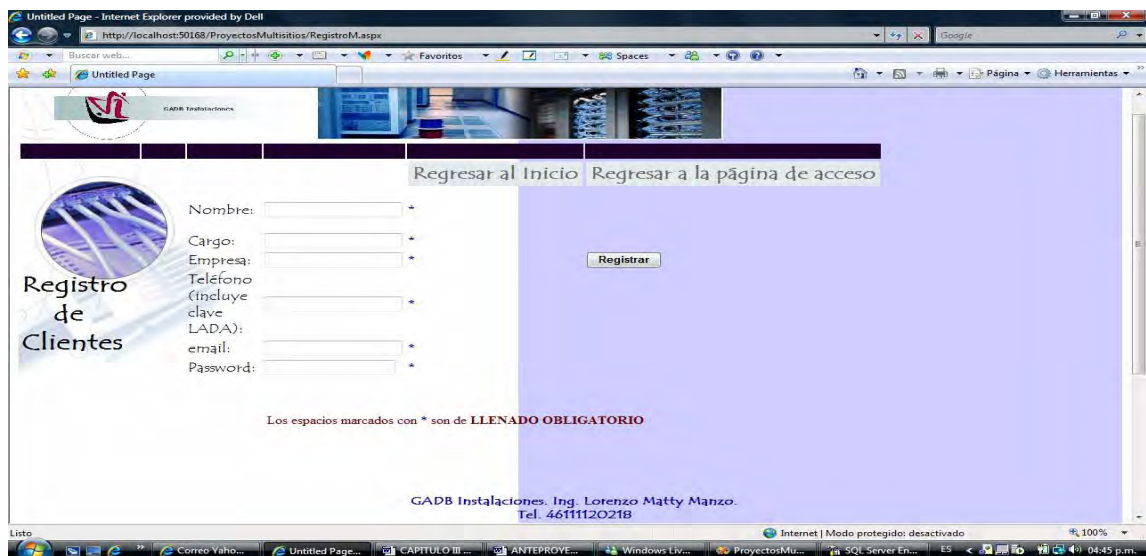 Untitled Page - Internet Explorer provided by Dell
http://localhost:50168/ProyectosMultisitios/RegistroM.aspx
Google
Buscar web...
Favoritos
Spaces
Untitled Page
Página
Herramientas
GADB Instalaciones
Regresar al Inicio
Regresar a la página de acceso
Nombre: *
Cargo: *
Empresa: *
Registrar
Teléfono
(incluye
clave
LADA): *
email: *
Password: *
Registro
de
Clientes
Los espacios marcados con * son de LLENADO OBLIGATORIO
GADB Instalaciones. Ing. Lorenzo Matty Manzo.
Tel. 46111120218
Listo
Internet | Modo protegido: desactivado
100%
Correo Yaho...
Untitled Page...
CAPITULO III ...
ANTEPROYE...
Windows Liv...
ProyectosMu...
SQL Server En...
ES
04:45 p.m.